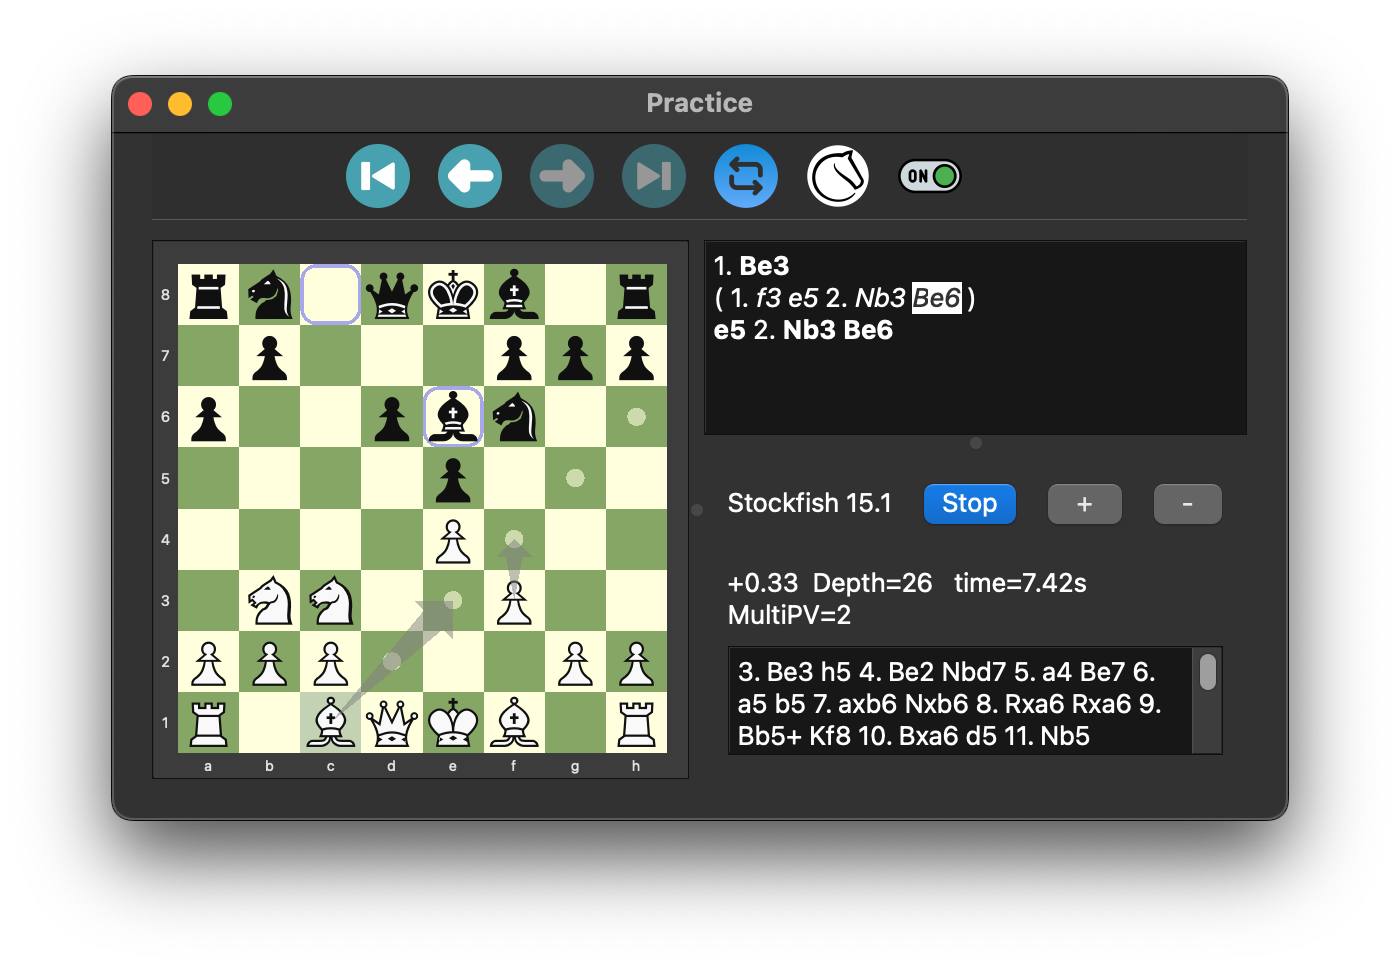 Practice
ON
8
7
6
5
4
3
2
1
a b c d e f g h
1. Be3
( 1. f3 e5 2. Nb3 Be6 )
e5 2. Nb3 Be6
Stockfish 15.1 Stop + -
+0.33 Depth=26 time=7.42s
MultiPV=2
3. Be3 h5 4. Be2 Nbd7 5. a4 Be7 6.
a5 b5 7. axb6 Nxb6 8. Rxa6 Rxa6 9.
Bb5+ Kf8 10. Bxa6 d5 11. Nb5